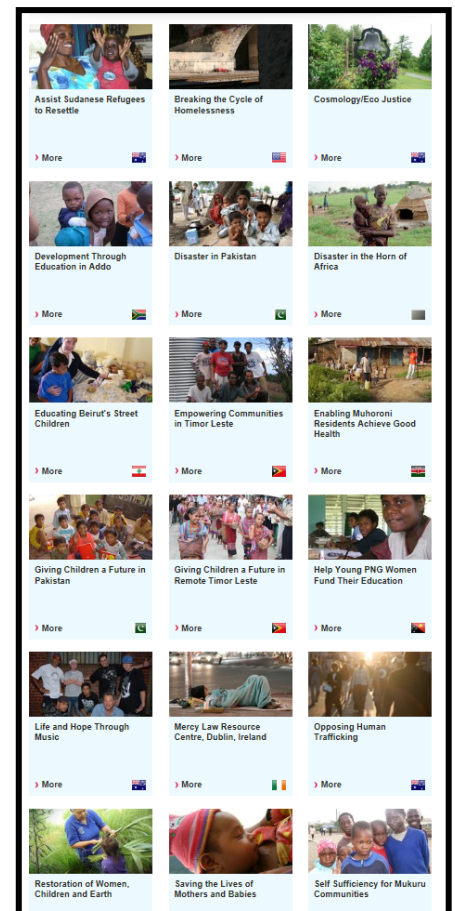 Assist Sudanese Refugees
to Resettle
› More
Breaking the Cycle of
Homelessness
› More
Cosmology/Eco Justice
› More
Development Through
Education in Addo
› More
Disaster in Pakistan
› More
Disaster in the Horn of
Africa
› More
Educating Beirut's Street
Children
› More
Empowering Communities
in Timor Leste
› More
Enabling Muhoroni
Residents Achieve Good
Health
› More
Giving Children a Future in
Pakistan
› More
Giving Children a Future in
Remote Timor Leste
› More
Help Young PNG Women
Fund Their Education
› More
Life and Hope Through
Music
› More
Mercy Law Resource
Centre, Dublin, Ireland
› More
Opposing Human
Trafficking
› More
Restoration of Women,
Children and Earth
Saving the Lives of
Mothers and Babies
Self Sufficiency for Mukuru
Communities